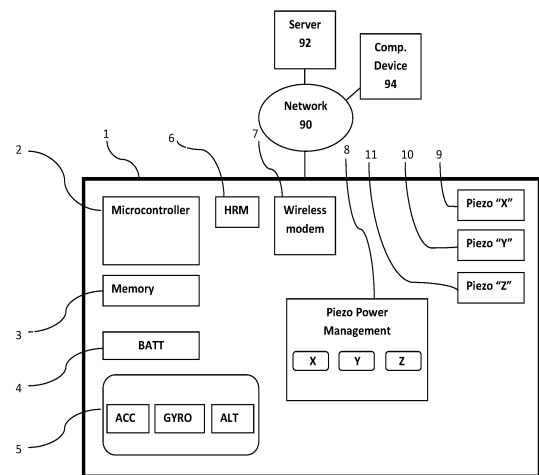 Server
92
Comp.
Device
94
Network
90
7
6
8
11
10
9
1
2
Microcontroller
HRM
Wireless
modem
Piezo “X”
Piezo “Y”
Piezo “Z”
Memory
3
Piezo Power
Management
X
Y
Z
BATT
4
ACC
GYRO
ALT
5